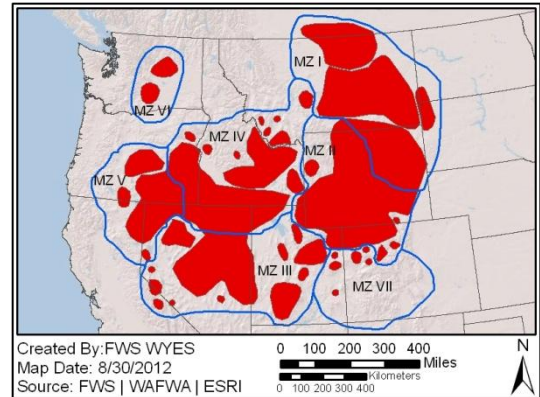 MZ I
MZ VI
MZ IV
MZ II
MZ V
MZ III
MZ VII
Created By:FWS WYES
Map Date: 8/30/2012
Source: FWS | WAFWA | ESRI
0 100 200 300 400
Miles
Kilometers
0 100 200 300 400
N